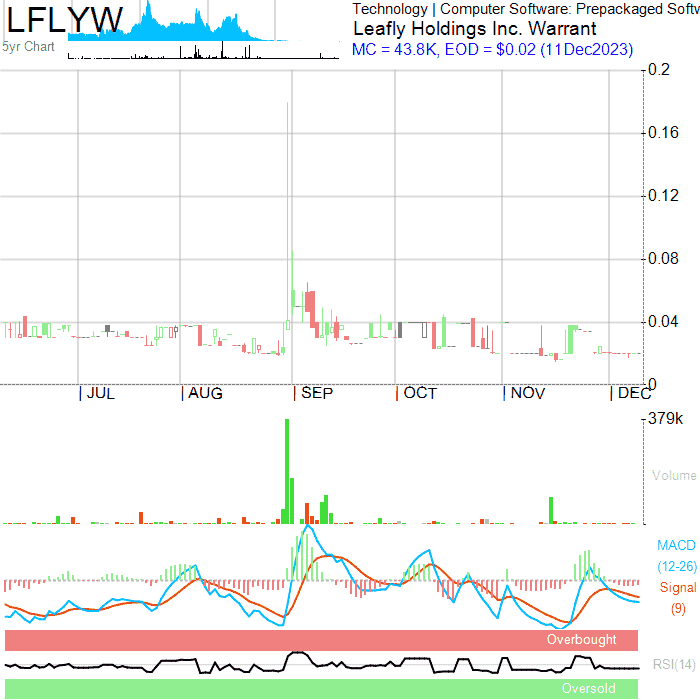 LFLYW
5yr Chart
Technology | Computer Software: Prepackaged Softw
Leafly Holdings Inc. Warrant
MC = 43.8K, EOD = $0.02 (11Dec2023)
0.2
0.16
0.12
0.08
0.04
0
| JUL | AUG | SEP | OCT | NOV | DEC
379k
Volume
MACD
(12-26)
Signal
(9)
Overbought
RSI(14)
Oversold